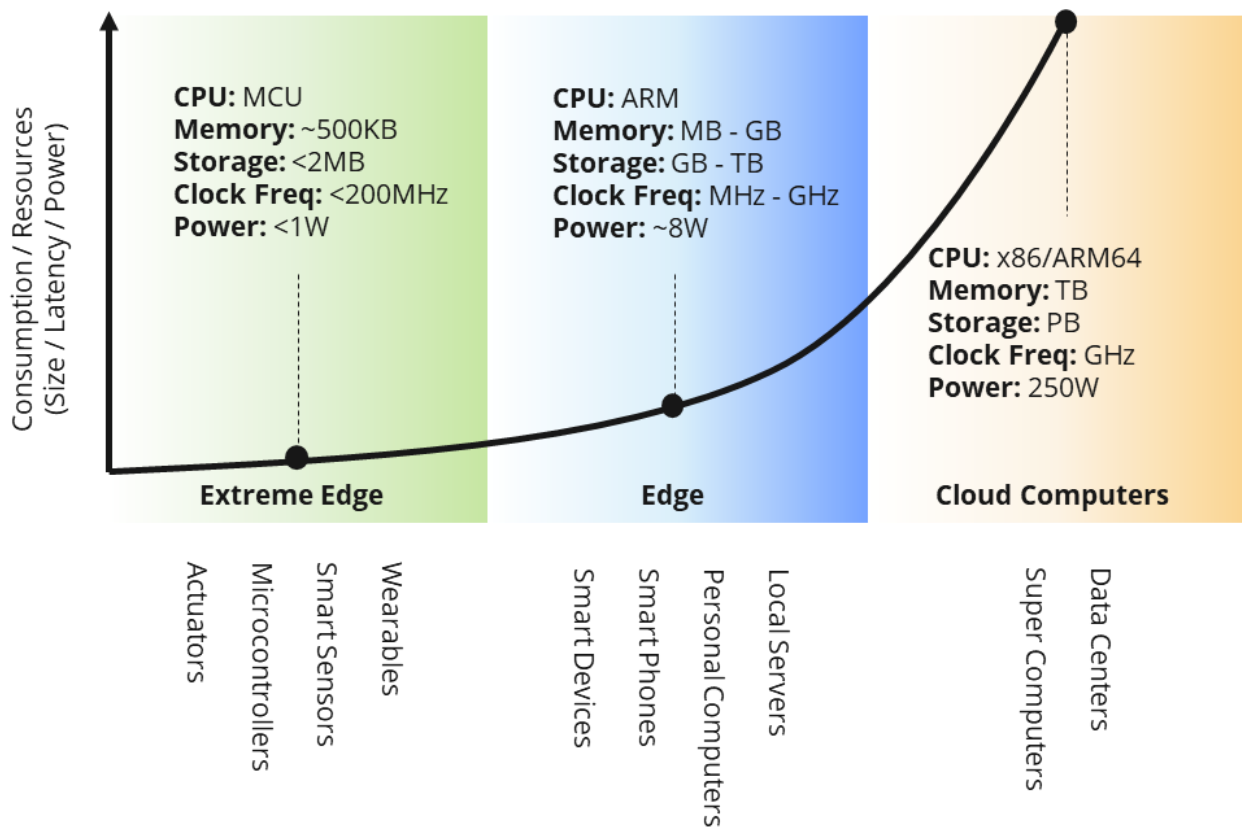 Consumption / Resources
(Size / Latency / Power)
CPU: MCU
Memory: ~500KB
Storage: <2MB
Clock Freq: <200MHz
Power: <1W
Extreme Edge
CPU: ARM
Memory: MB - GB
Storage: GB - TB
Clock Freq: MHz - GHz
Power: ~8W
Edge
CPU: x86/ARM64
Memory: TB
Storage: PB
Clock Freq: GHz
Power: 250W
Cloud Computers
Actuators
Microcontrollers
Smart Sensors
Wearables
Smart Devices
Smart Phones
Personal Computers
Local Servers
Super Computers
Data Centers